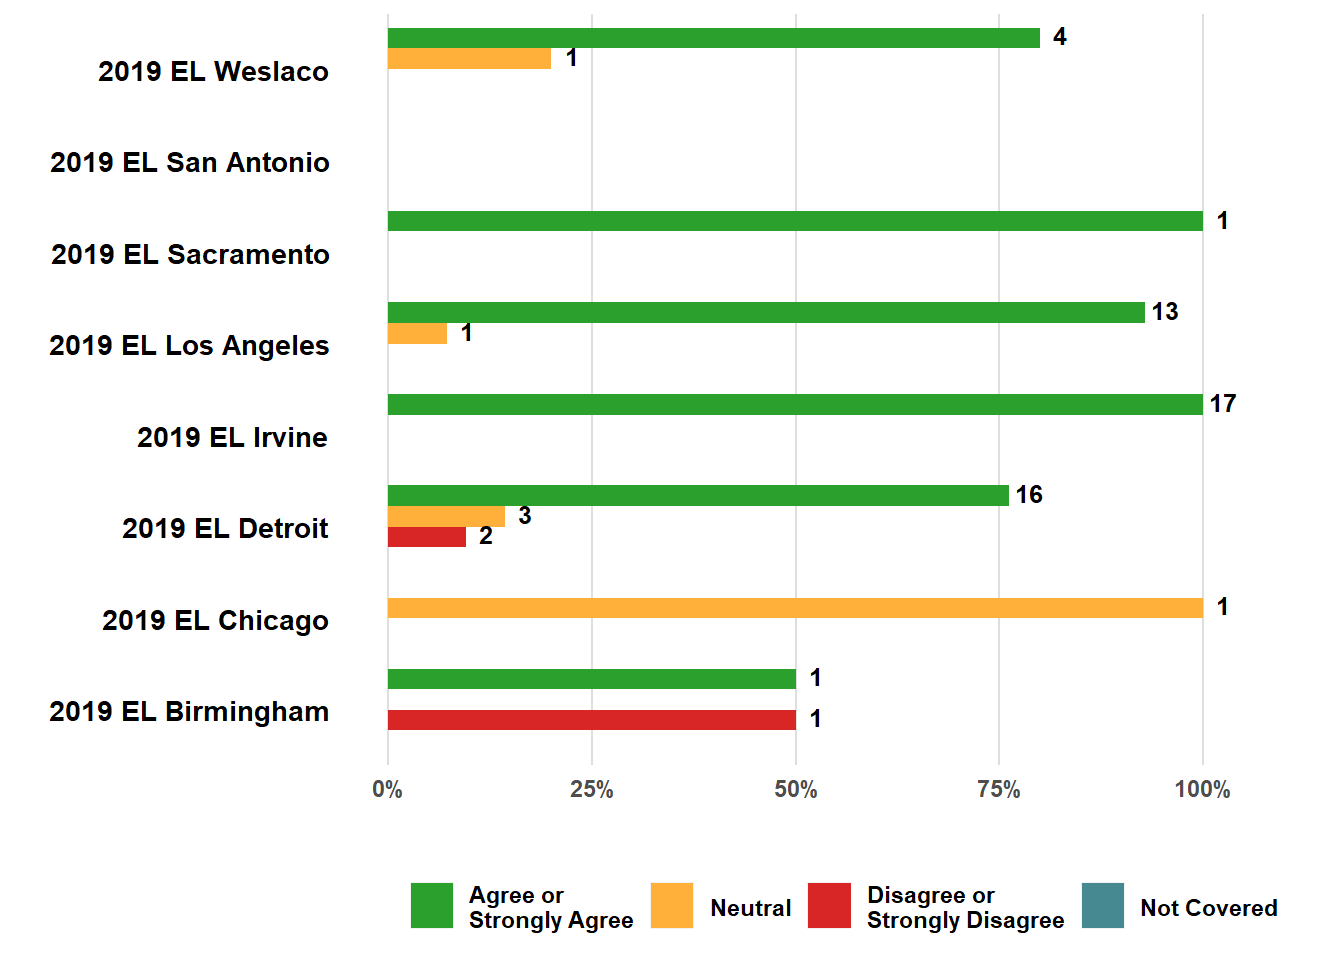 4
1
2019 EL Weslaco
2019 EL San Antonio
1
2019 EL Sacramento
13
1
2019 EL Los Angeles
17
2019 EL Irvine
16
3
2019 EL Detroit
2
1
2019 EL Chicago
1
2019 EL Birmingham
1
0% 25% 50% 75% 100%
Agree or
Strongly Agree
Neutral
Disagree or
Strongly Disagree
Not Covered